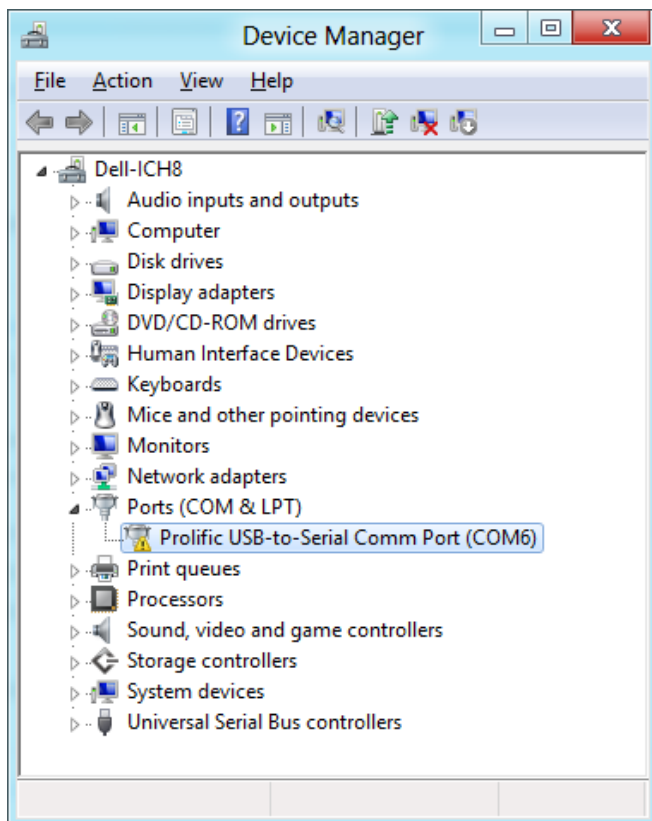 Device Manager
File Action View Help
Dell-ICH8
Audio inputs and outputs
Computer
Disk drives
Display adapters
DVD/CD-ROM drives
Human Interface Devices
Keyboards
Mice and other pointing devices
Monitors
Network adapters
Ports (COM & LPT)
Prolific USB-to-Serial Comm Port (COM6)
Print queues
Processors
Sound, video and game controllers
Storage controllers
System devices
Universal Serial Bus controllers